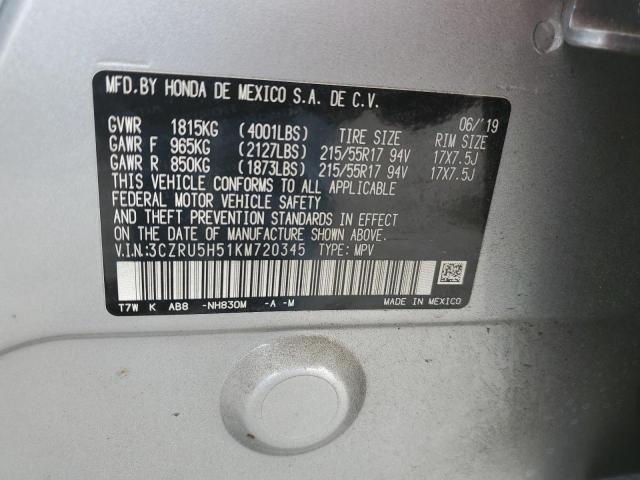 MFD.BY HONDA DE MEXICO S.A. DE C.V.
06/'19
GVWR 1815KG (4001LBS) TIRE SIZE RIM SIZE
GAWR F 965KG (2127LBS) 215/55R17 94V 17X7.5J
GAWR R 850KG (1873LBS) 215/55R17 94V 17X7.5J
THIS VEHICLE CONFORMS TO ALL APPLICABLE
FEDERAL MOTOR VEHICLE SAFETY
AND THEFT PREVENTION STANDARDS IN EFFECT
ON THE DATE OF MANUFACTURE SHOWN ABOVE.
V.I.N:3CZRU5H51KM720345 TYPE: MPV
T7W K AB8 -NH830M -A -M MADE IN MEXICO